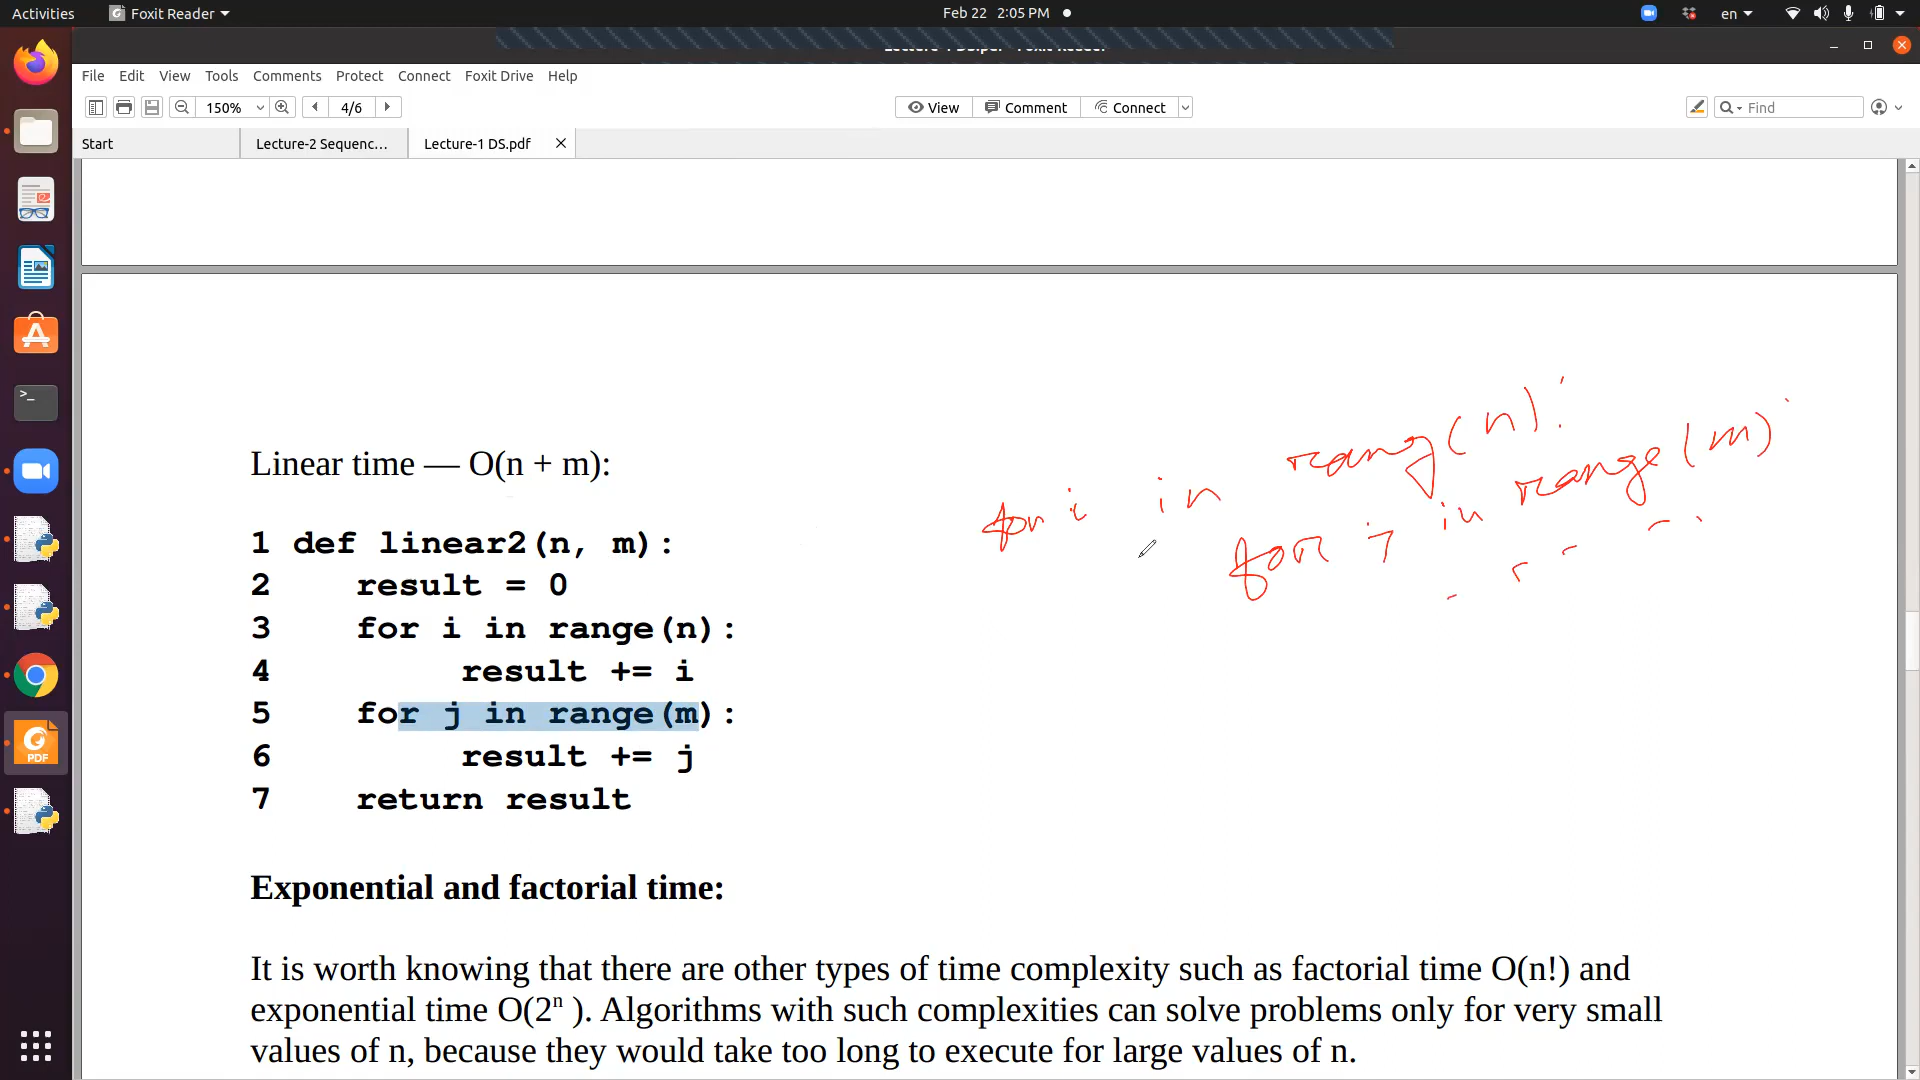 Activities
Foxit Reader
Feb 22 2:05 PM
en
File Edit View Tools Comments Protect Connect Foxit Drive Help
150%
4/6
View
Comment
Connect
Find
Start
Lecture-2 Sequenc...
Lecture-1 DS.pdf
Linear time — O(n + m):
1 def linear2(n, m):
2 result = 0
3 for i in range(n):
4 result += i
5 for j in range(m):
6 result += j
7 return result
for i in rang(n):
for j in range(m)
Exponential and factorial time:
It is worth knowing that there are other types of time complexity such as factorial time O(n!) and
exponential time O(2ⁿ ). Algorithms with such complexities can solve problems only for very small
values of n, because they would take too long to execute for large values of n.
PDF